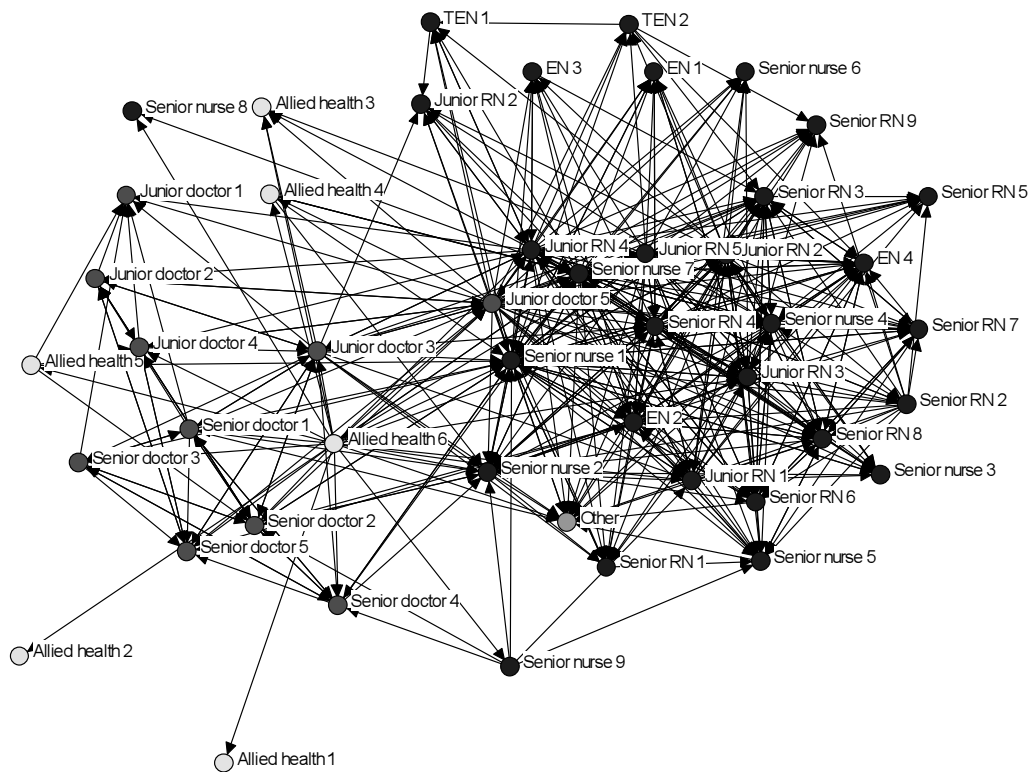 TEN 1
TEN 2
EN 3
EN 1
Senior nurse 6
Senior nurse 8
Allied health 3
Junior RN 2
Senior RN 9
Junior doctor 1
Allied health 4
Senior RN 3
Senior RN 5
Junior RN 4
Junior RN 5
Junior RN 2
EN 4
Junior doctor 2
Senior nurse 7
Junior doctor 5
Senior RN 4
Senior nurse 4
Senior RN 7
Junior doctor 4
Junior doctor 3
Allied health 5
Senior nurse 1
Junior RN 3
Senior RN 2
EN 2
Senior doctor 1
Allied health 6
Senior RN 8
Senior doctor 3
Senior nurse 2
Junior RN 1
Senior nurse 3
Senior RN 6
Senior doctor 2
Other
Senior doctor 5
Senior RN 1
Senior nurse 5
Senior doctor 4
Allied health 2
Senior nurse 9
Allied health 1